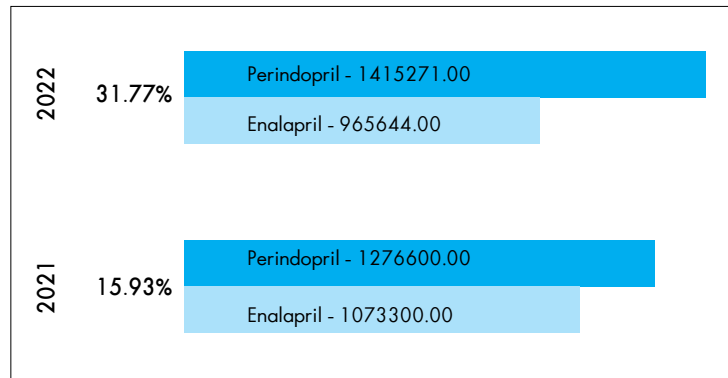 2022
31.77%
Perindopril - 1415271.00
Enalapril - 965644.00
2021
15.93%
Perindopril - 1276600.00
Enalapril - 1073300.00